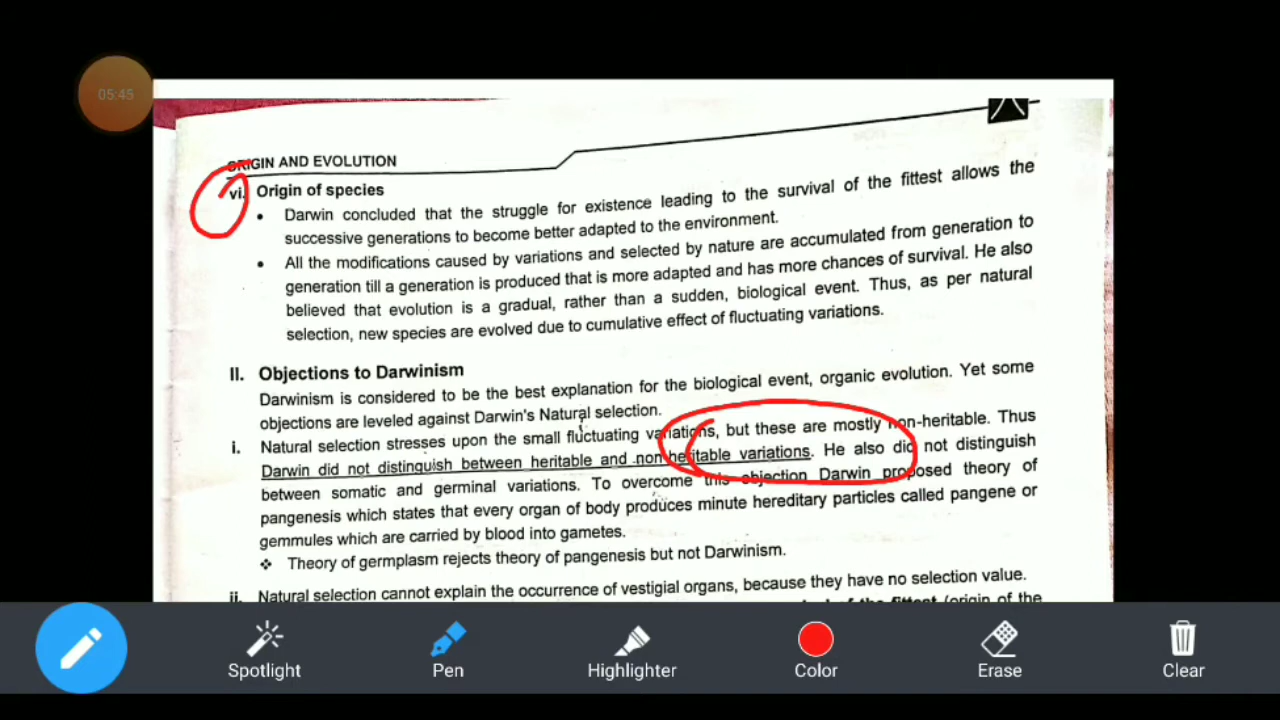 05:45
ORIGIN AND EVOLUTION
vi. Origin of species
• Darwin concluded that the struggle for existence leading to the survival of the fittest allows the
successive generations to become better adapted to the environment.
• All the modifications caused by variations and selected by nature are accumulated from generation to
generation till a generation is produced that is more adapted and has more chances of survival. He also
believed that evolution is a gradual, rather than a sudden, biological event. Thus, as per natural
selection, new species are evolved due to cumulative effect of fluctuating variations.
II. Objections to Darwinism
Darwinism is considered to be the best explanation for the biological event, organic evolution. Yet some
objections are leveled against Darwin's Natural selection.
i. Natural selection stresses upon the small fluctuating variations, but these are mostly non-heritable. Thus
Darwin did not distinguish between heritable and non heritable variations. He also did not distinguish
between somatic and germinal variations. To overcome this objection Darwin proposed theory of
pangenesis which states that every organ of body produces minute hereditary particles called pangene or
gemmules which are carried by blood into gametes.
❖ Theory of germplasm rejects theory of pangenesis but not Darwinism.
ii. Natural selection cannot explain the occurrence of vestigial organs, because they have no selection value.
of the fittest (origin of the
Spotlight
Pen
Highlighter
Color
Erase
Clear